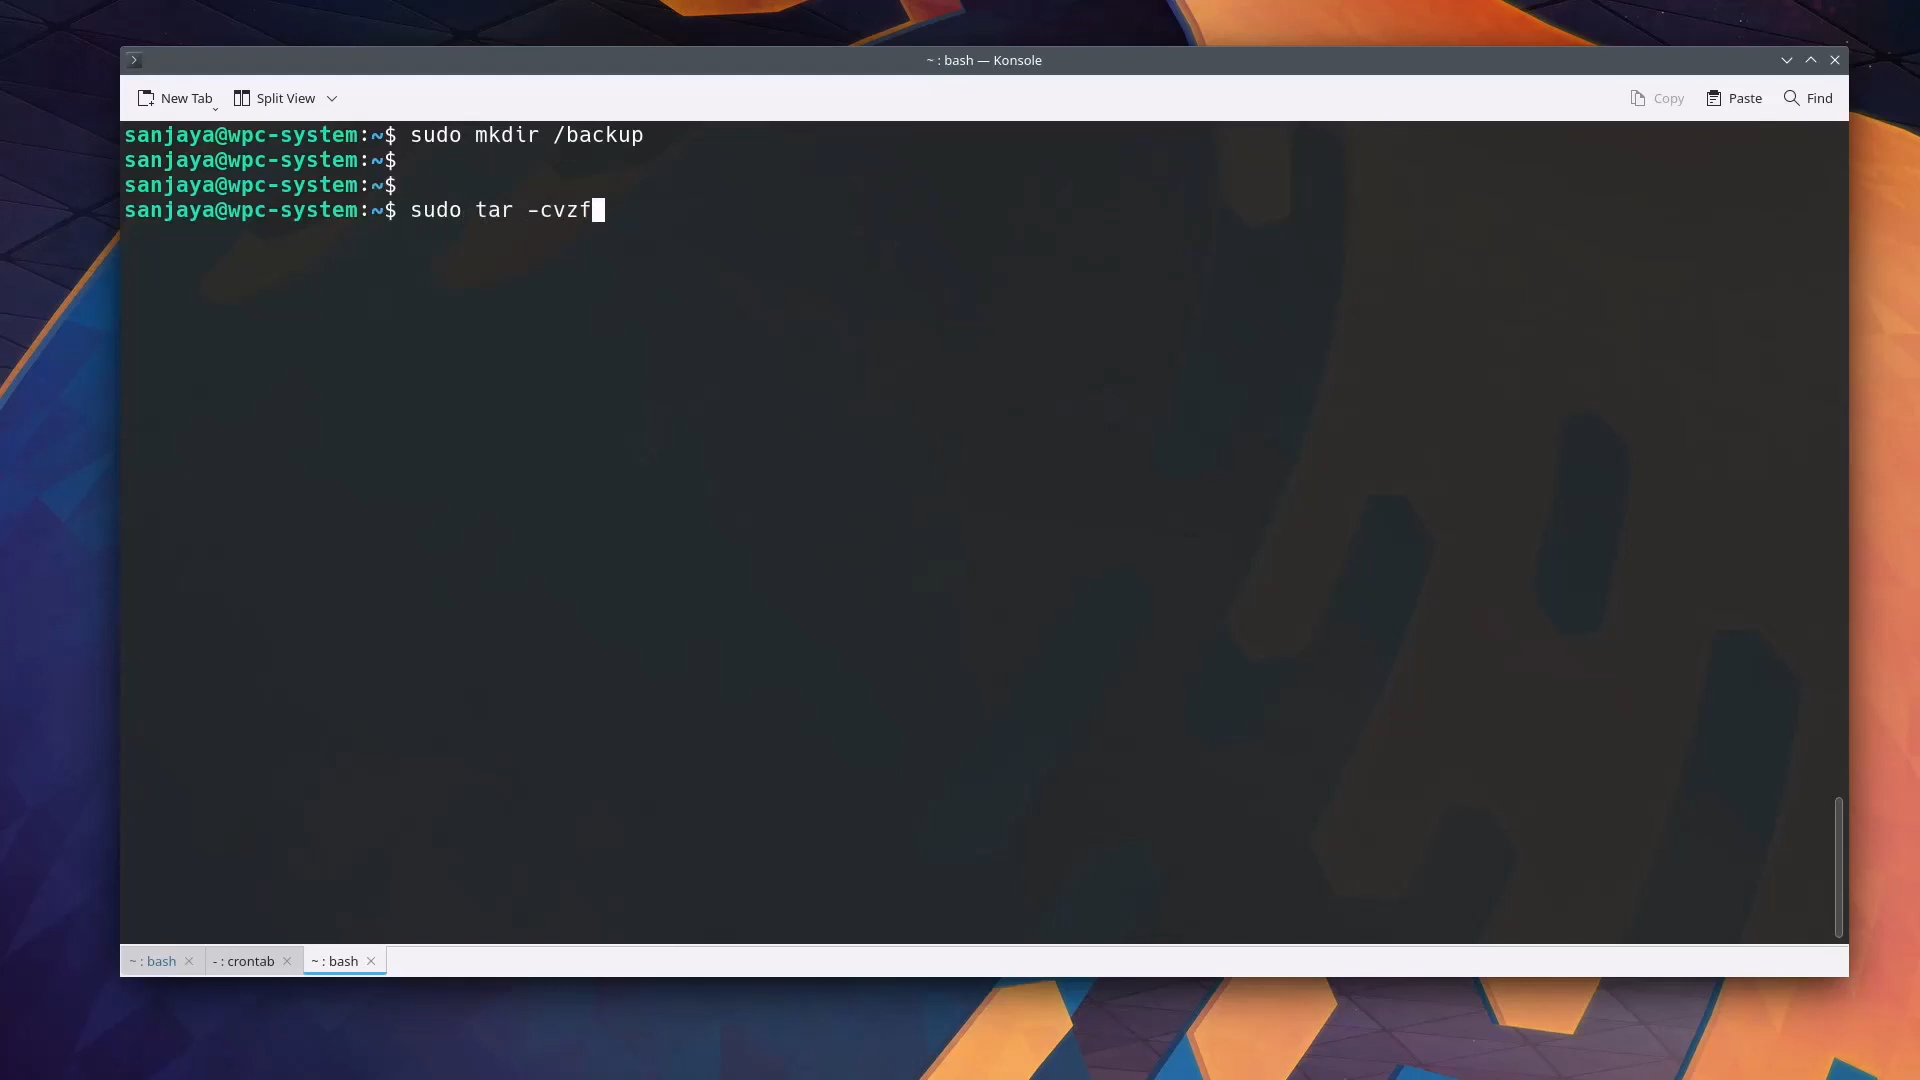 ~ : bash — Konsole
New Tab Split View Copy Paste Find
sanjaya@wpc-system:~$ sudo mkdir /backup
sanjaya@wpc-system:~$
sanjaya@wpc-system:~$
sanjaya@wpc-system:~$ sudo tar -cvzf
~ : bash - : crontab ~ : bash